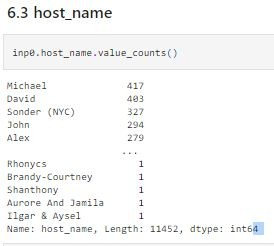 6.3 host_name
inp0.host_name.value_counts()
Michael 417
David 403
Sonder (NYC) 327
John 294
Alex 279
...
Rhonycs 1
Brandy-Courtney 1
Shanthony 1
Aurore And Jamila 1
Ilgar & Aysel 1
Name: host_name, Length: 11452, dtype: int64